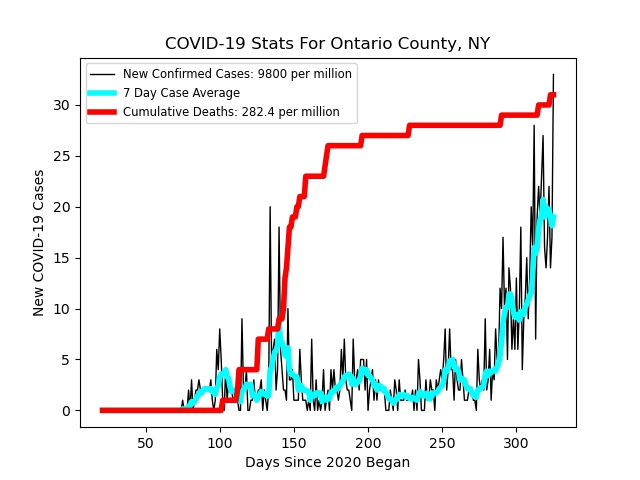 COVID-19 Stats For Ontario County, NY
New Confirmed Cases: 9800 per million
7 Day Case Average
Cumulative Deaths: 282.4 per million
New COVID-19 Cases
30
25
20
15
10
5
0
50 100 150 200 250 300
Days Since 2020 Began